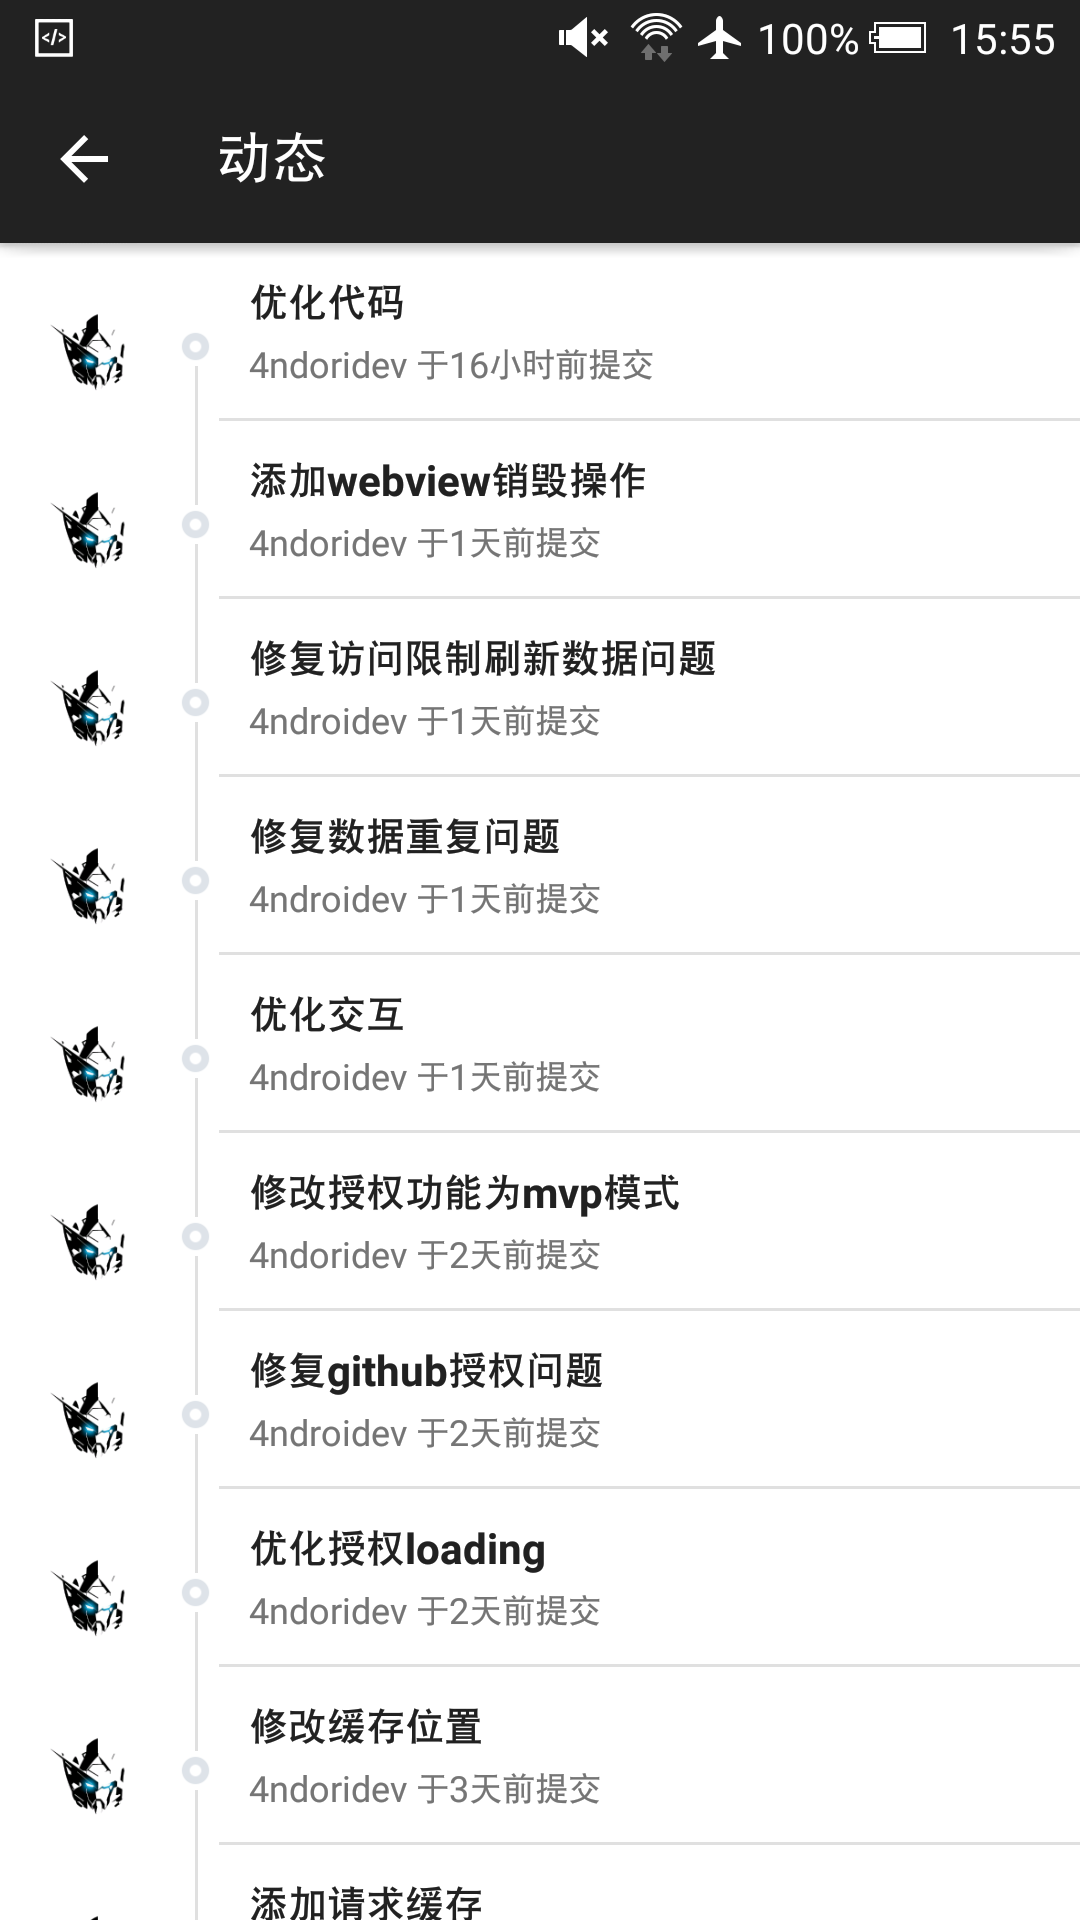 </>
100%
15:55
动态
优化代码
4ndoridev 于16小时前提交
添加webview销毁操作
4ndoridev 于1天前提交
修复访问限制刷新数据问题
4ndroidev 于1天前提交
修复数据重复问题
4ndroidev 于1天前提交
优化交互
4ndroidev 于1天前提交
修改授权功能为mvp模式
4ndoridev 于2天前提交
修复github授权问题
4ndroidev 于2天前提交
优化授权loading
4ndoridev 于2天前提交
修改缓存位置
4ndoridev 于3天前提交
添加请求缓存